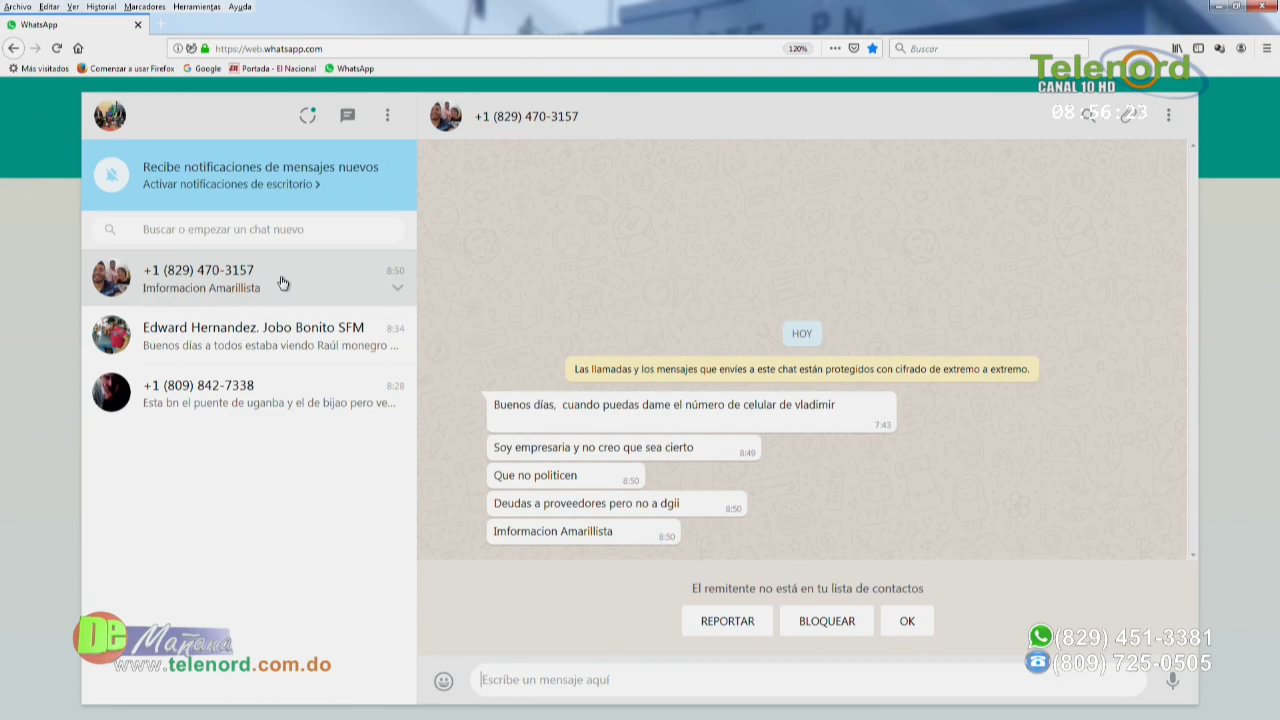 Archivo Editar Ver Historial Marcadores Herramientas Ayuda
WhatsApp
https://web.whatsapp.com
120%
Buscar
Más visitados Comenzar a usar Firefox Google Portada - El Nacional WhatsApp
Telenord
CANAL 10 HD
08:56:23
+1 (829) 470-3157
Recibe notificaciones de mensajes nuevos
Activar notificaciones de escritorio >
Buscar o empezar un chat nuevo
+1 (829) 470-3157 8:50
Imformacion Amarillista
Edward Hernandez. Jobo Bonito SFM 8:34
Buenos días a todos estaba viendo Raúl monegro ...
+1 (809) 842-7338 8:28
Esta bn el puente de uganba y el de bijao pero ve...
HOY
Las llamadas y los mensajes que envíes a este chat están protegidos con cifrado de extremo a extremo.
Buenos días, cuando puedas dame el número de celular de vladimir
7:43
Soy empresaria y no creo que sea cierto 8:49
Que no politicen 8:50
Deudas a proveedores pero no a dgii 8:50
Imformacion Amarillista 8:50
El remitente no está en tu lista de contactos
REPORTAR BLOQUEAR OK
Escribe un mensaje aquí
De Mañana
www.telenord.com.do
(829) 451-3381
(809) 725-0505